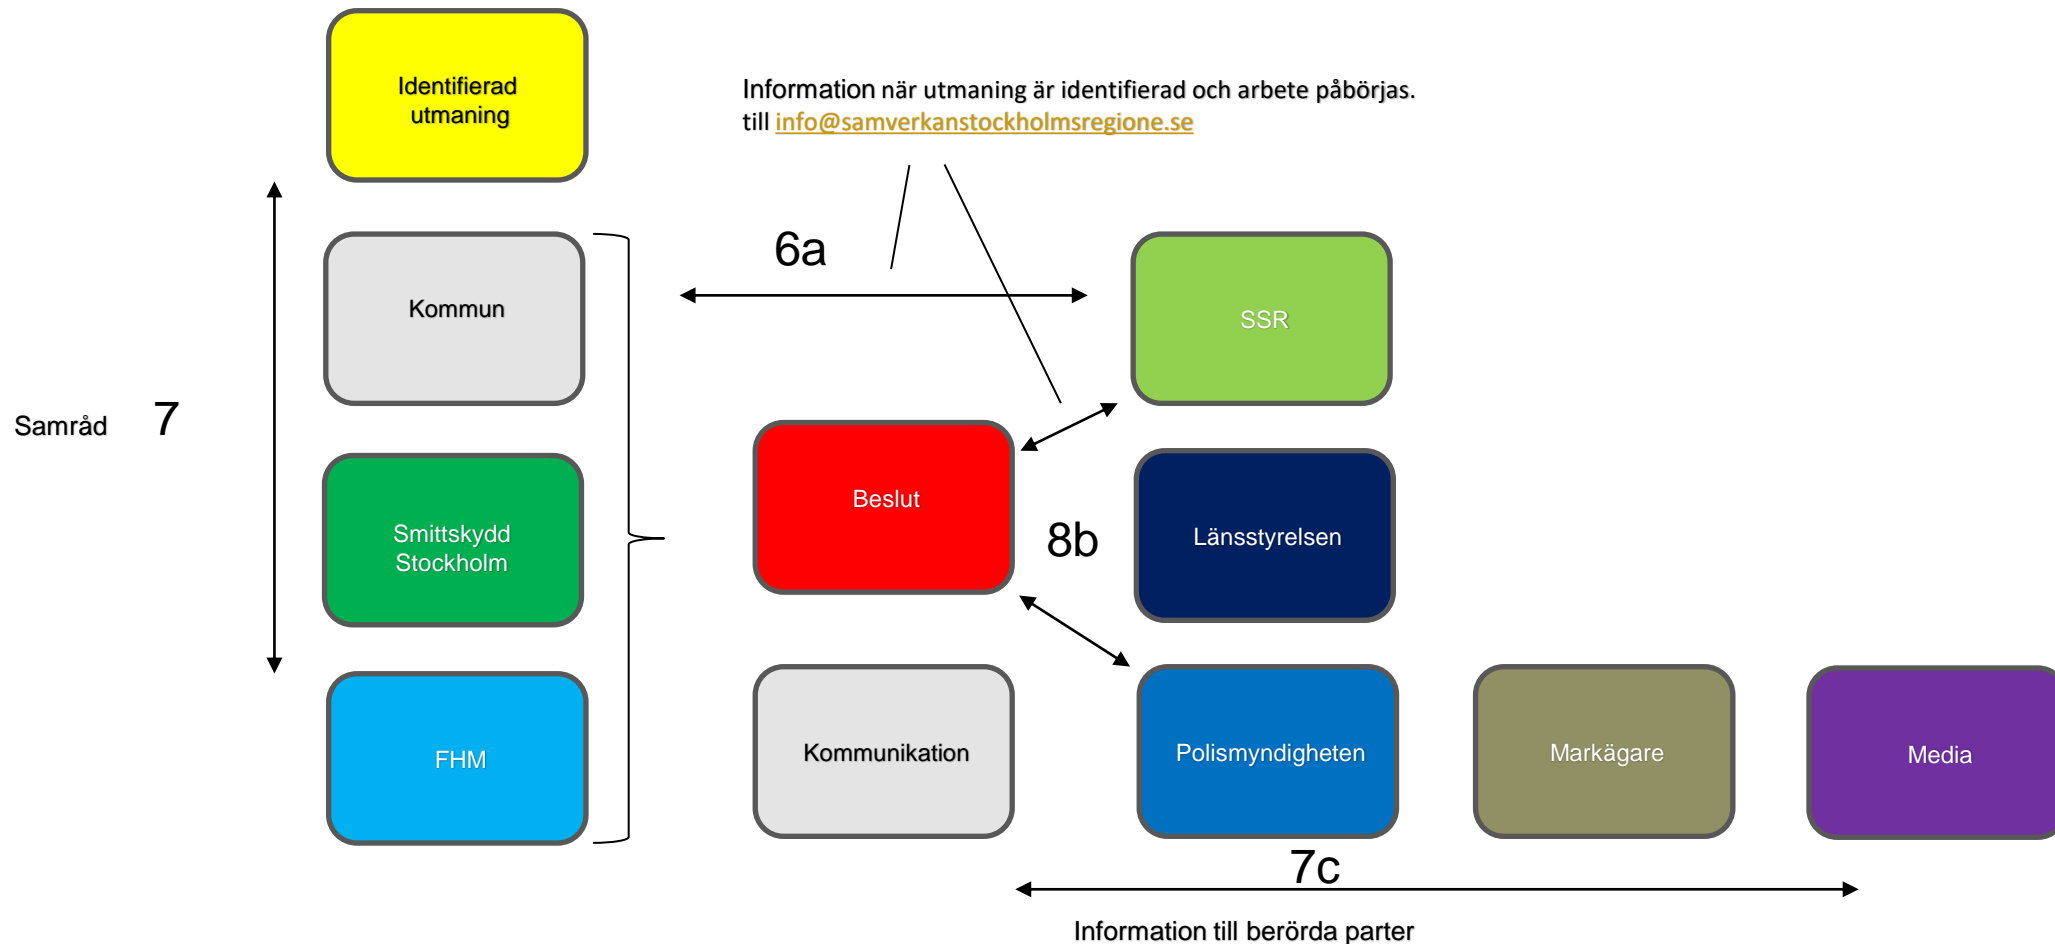 Identifierad
utmaning
Information när utmaning är identifierad och arbete påbörjas.
till info@samverkanstockholmsregione.se
6a
Kommun
SSR
Samråd 7
Beslut
Smittskydd
Stockholm
8b
Länsstyrelsen
FHM
Kommunikation
Polismyndigheten
Markägare
Media
7c
Information till berörda parter